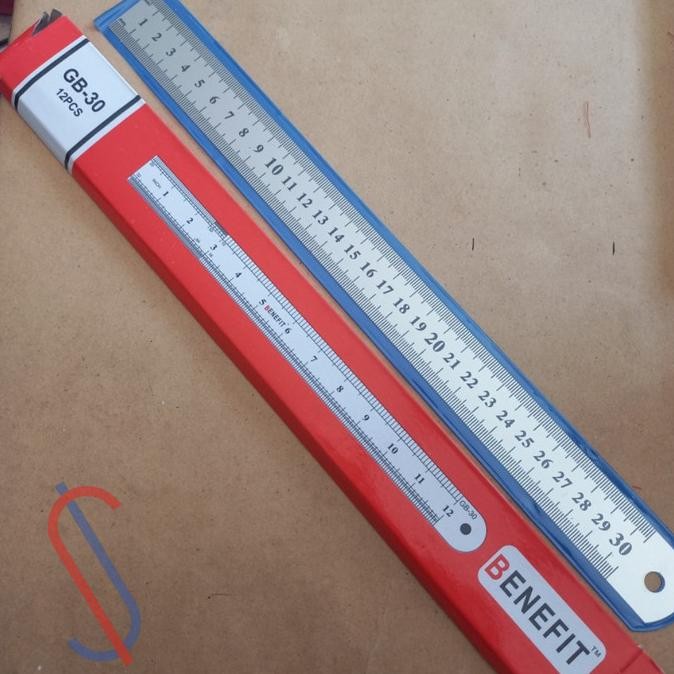 GB-30
12PCS
INCH 1 2 3 4 5 BENEFIT 6 7 8 9 10 11 12 GB-30
BENEFIT™
1 2 3 4 5 6 7 8 9 10 11 12 13 14 15 16 17 18 19 20 21 22 23 24 25 26 27 28 29 30